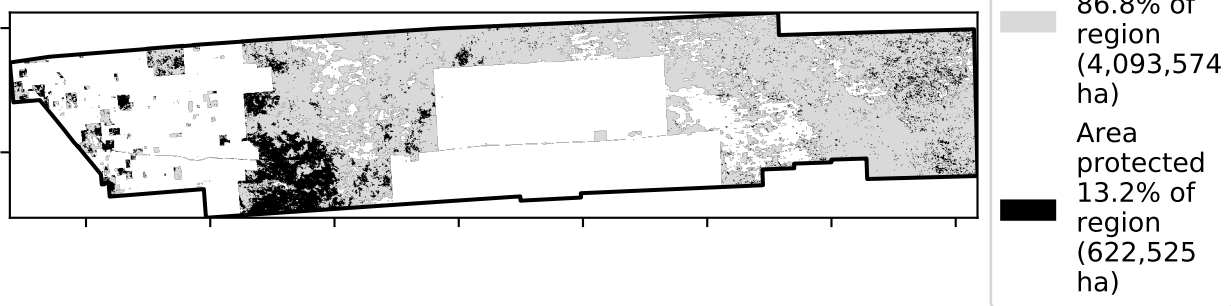 86.8% of
region
(4,093,574
ha)
Area
protected
13.2% of
region
(622,525
ha)